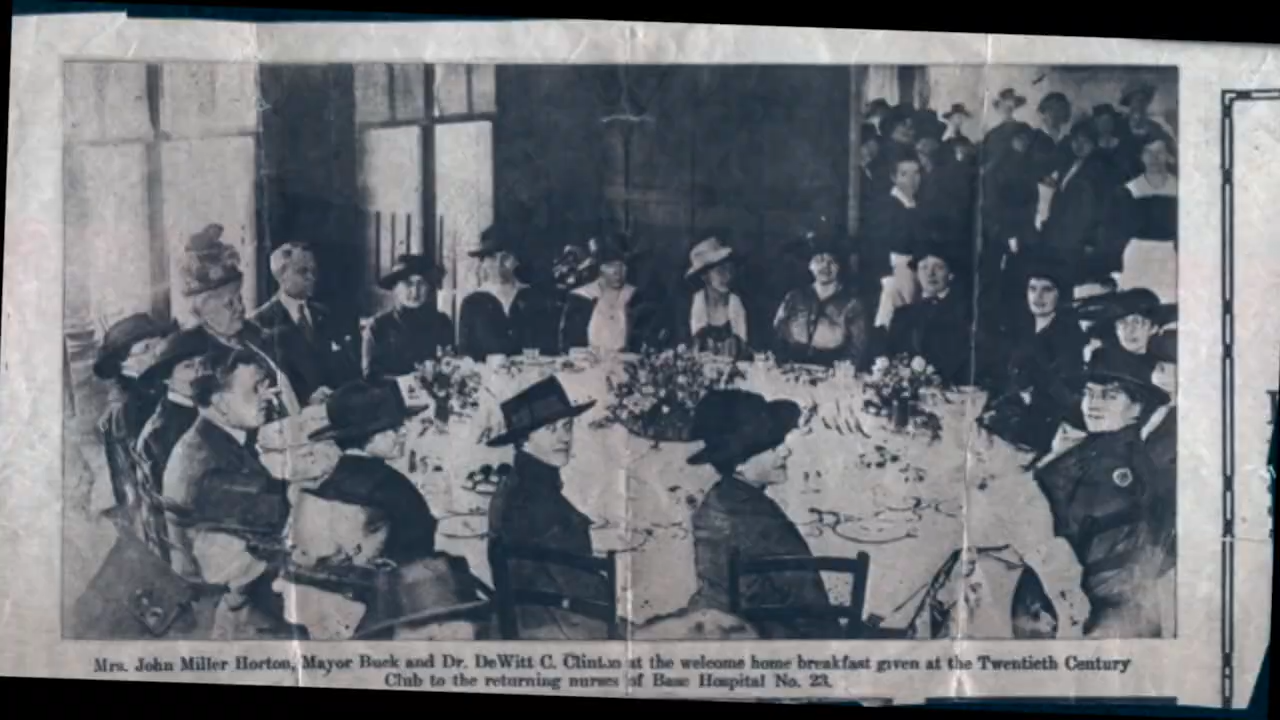 Mrs. John Miller Horton, Mayor Buck and Dr. DeWitt C. Clinton at the welcome home breakfast given at the Twentieth Century
Club to the returning nurses of Base Hospital No. 23.